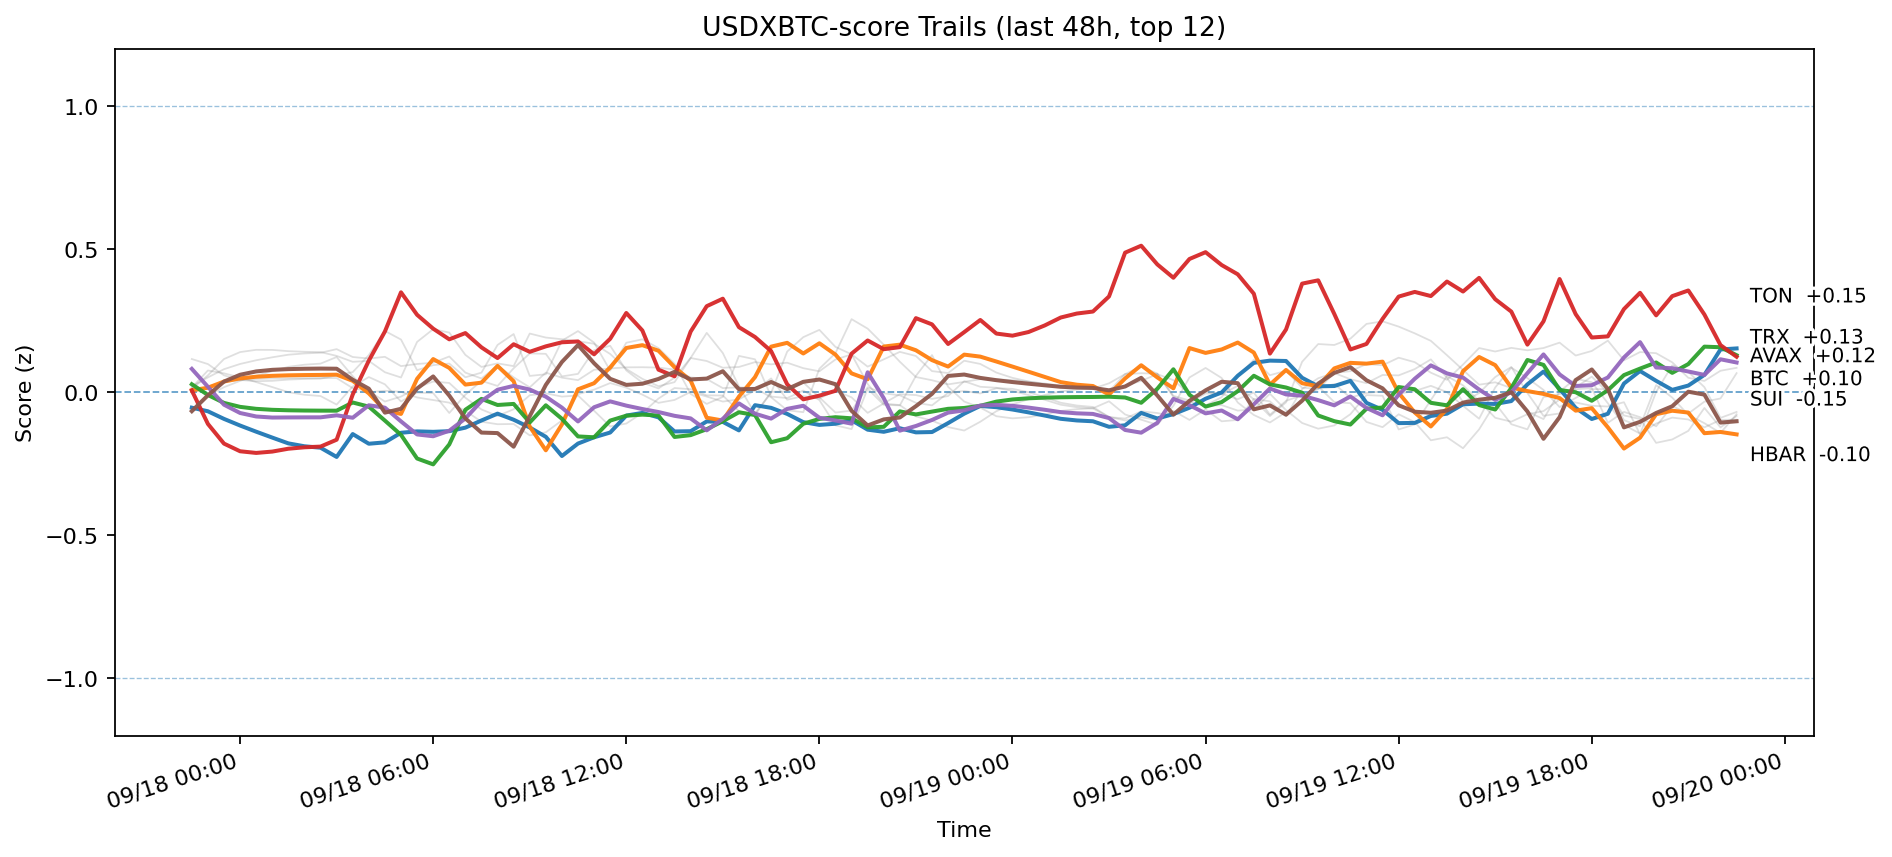 USDXBTC-score Trails (last 48h, top 12)
Score (z)
1.0
0.5
0.0
−0.5
−1.0
TON +0.15
TRX +0.13
AVAX +0.12
BTC +0.10
SUI -0.15
HBAR -0.10
09/18 00:00
09/18 06:00
09/18 12:00
09/18 18:00
09/19 00:00
09/19 06:00
09/19 12:00
09/19 18:00
09/20 00:00
Time